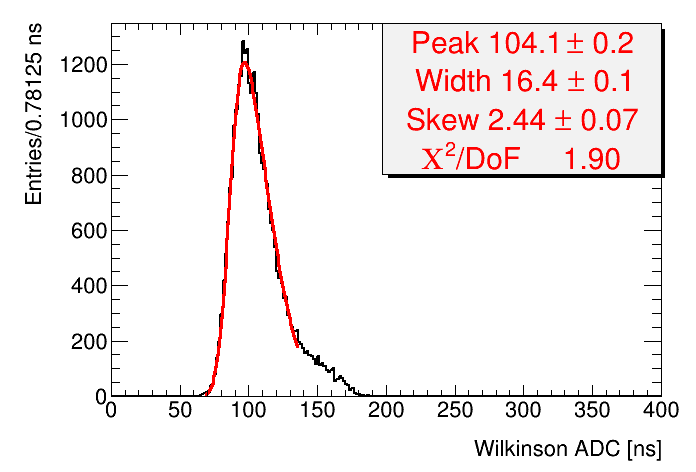 Entries/0.78125 ns
1200
1000
800
600
400
200
0
Peak 104.1 ± 0.2
Width 16.4 ± 0.1
Skew 2.44 ± 0.07
Χ²/DoF 1.90
0 50 100 150 200 250 300 350 400
Wilkinson ADC [ns]